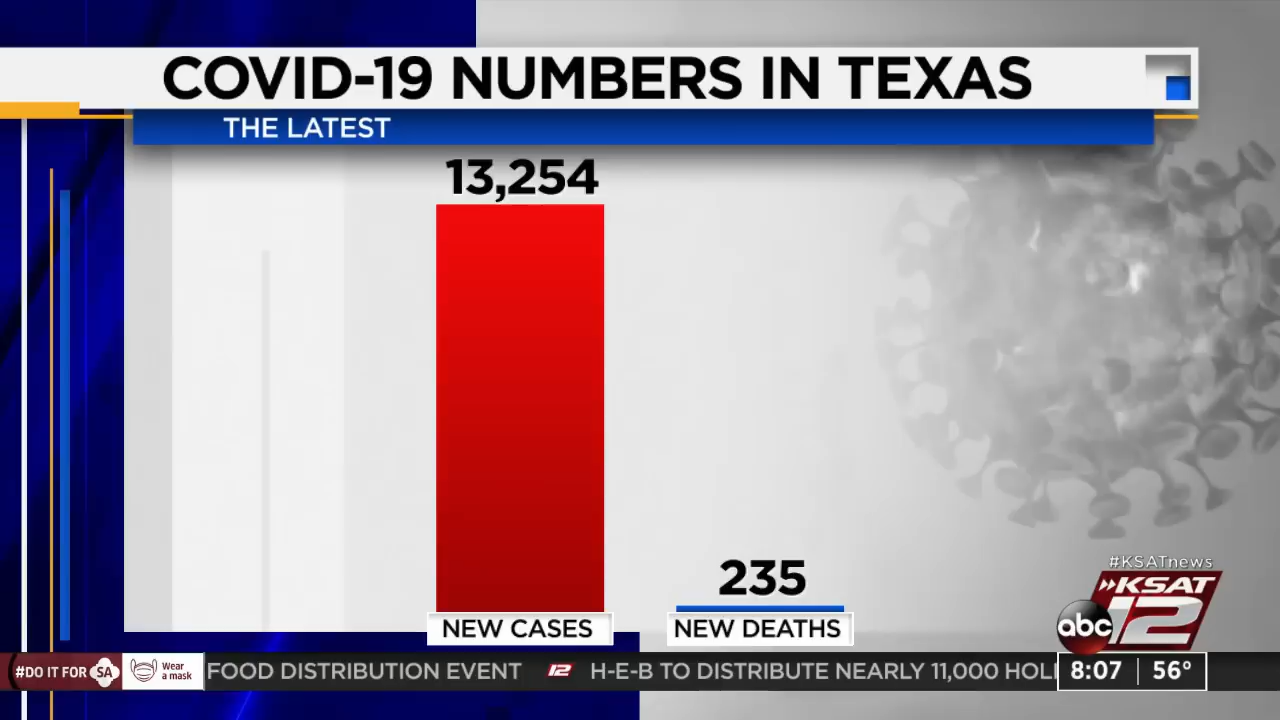 COVID-19 NUMBERS IN TEXAS
THE LATEST
13,254
235
NEW CASES
NEW DEATHS
#KSATnews
KSAT
abc 12
#DO IT FOR SA
Wear
a mask
FOOD DISTRIBUTION EVENT 12 H-E-B TO DISTRIBUTE NEARLY 11,000 HOLI
8:07 56°